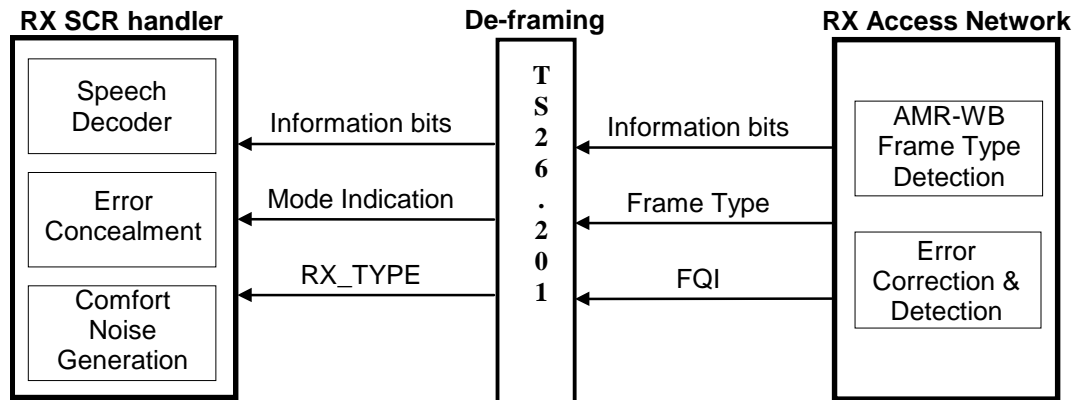 RX SCR handler
De-framing
RX Access Network
Speech
Decoder
Error
Concealment
Comfort
Noise
Generation
Information bits
Mode Indication
RX_TYPE
T
S
2
6
.
2
0
1
Information bits
Frame Type
FQI
AMR-WB
Frame Type
Detection
Error
Correction &
Detection